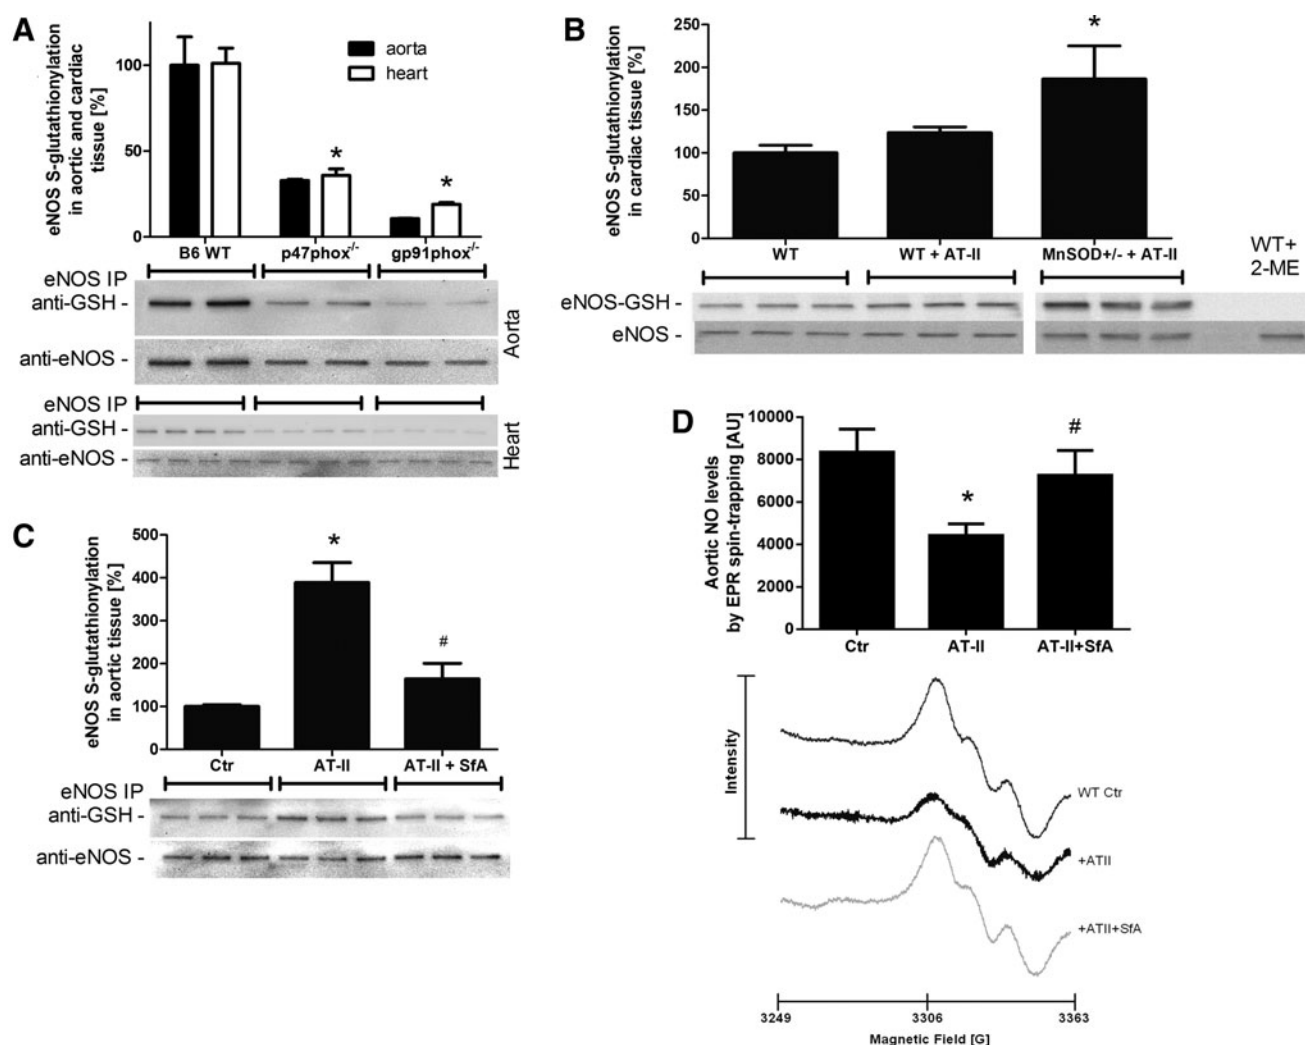 A
eNOS S-glutathionylation
in aortic and cardiac
tissue [%]
100
50
0
aorta
heart
*
*
B6 WT
p47phox-/-
gp91phox-/-
eNOS IP
anti-GSH -
anti-eNOS -
Aorta
eNOS IP
anti-GSH -
anti-eNOS -
Heart
B
eNOS S-glutathionylation
in cardiac tissue [%]
250
200
150
100
50
0
*
WT
WT + AT-II
MnSOD+/- + AT-II
WT+
2-ME
eNOS-GSH -
eNOS -
C
eNOS S-glutathionylation
in aortic tissue [%]
500
400
300
200
100
0
*
#
Ctr
AT-II
AT-II + SfA
eNOS IP
anti-GSH -
anti-eNOS -
D
Aortic NO levels
by EPR spin-trapping [AU]
10000
8000
6000
4000
2000
0
*
#
Ctr
AT-II
AT-II+SfA
Intensity
WT Ctr
+ATII
+ATII+SfA
3249
3306
3363
Magnetic Field [G]